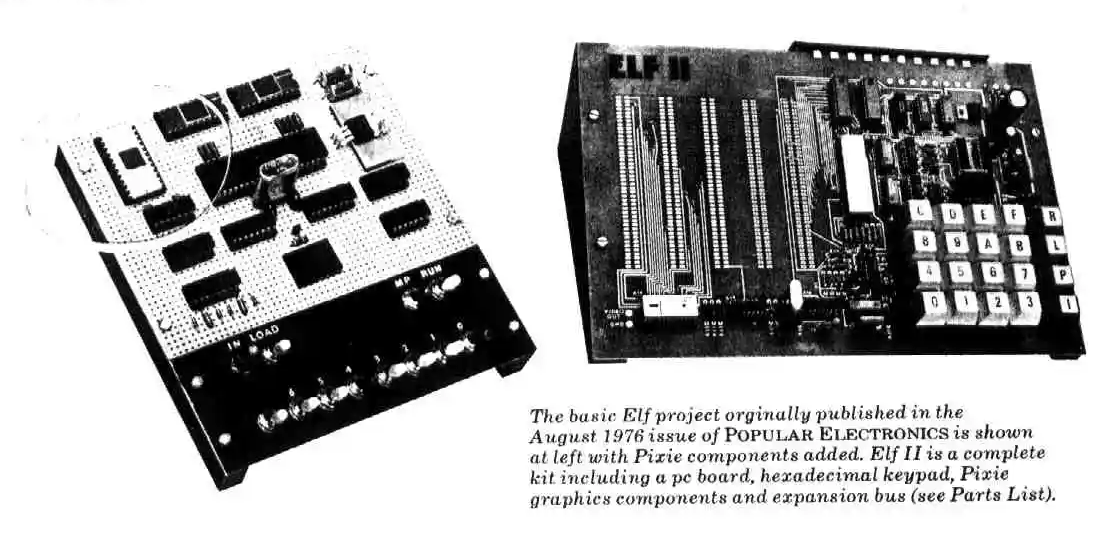 ELF II
C D E F R
8 9 A B L
4 5 6 7 P
0 1 2 3 I
VIDEO
OUT
GND
MP RUN
IN LOAD
The basic Elf project orginally published in the
August 1976 issue of POPULAR ELECTRONICS is shown
at left with Pixie components added. Elf II is a complete
kit including a pc board, hexadecimal keypad, Pixie
graphics components and expansion bus (see Parts List).